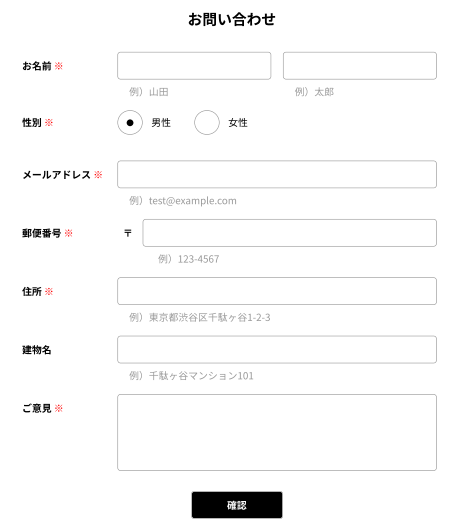 お問い合わせ
お名前 ※
例）山田 例）太郎
性別 ※ 男性 女性
メールアドレス ※
例）test@example.com
郵便番号 ※ 〒
例）123-4567
住所 ※
例）東京都渋谷区千駄ヶ谷1-2-3
建物名
例）千駄ヶ谷マンション101
ご意見 ※
確認